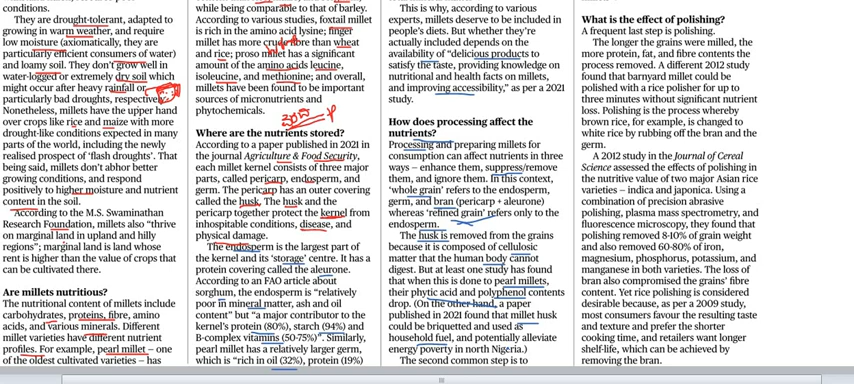 conditions
They are drought-tolerant, adapted to
growing in warm weather, and require
low moisture (axiomatically, they are
particularly efficient consumers of water)
and loamy soil. They don't grow well in
water-logged or extremely dry soil which
might occur after heavy rainfall or
particularly bad droughts, respectively.
Nonetheless, millets have the upper hand
over crops like rice and maize with more
drought-like conditions expected in many
parts of the world, including the newly
realised prospect of 'flash droughts'. That
being said, millets don't abhor better
growing conditions, and respond
positively to higher moisture and nutrient
content in the soil.
According to the M.S. Swaminathan
Research Foundation, millets also "thrive
on marginal land in upland and hilly
regions"; marginal land is land whose
rent is higher than the value of crops that
can be cultivated there.
Are millets nutritious?
The nutritional content of millets include
carbohydrates, proteins, fibre, amino
acids, and various minerals. Different
millet varieties have different nutrient
profiles. For example, pearl millet – one
of the oldest cultivated varieties – has
while being comparable to that of barley.
According to various studies, foxtail millet
is rich in the amino acid lysine; finger
millet has more crude fibre than wheat
and rice; proso millet has a significant
amount of the amino acids leucine,
isoleucine, and methionine; and overall,
millets have been found to be important
sources of micronutrients and
phytochemicals.
Where are the nutrients stored?
According to a paper published in 2021 in
the journal Agriculture & Food Security,
each millet kernel consists of three major
parts, called pericarp, endosperm, and
germ. The pericarp has an outer covering
called the husk. The husk and the
pericarp together protect the kernel from
inhospitable conditions, disease, and
physical damage.
The endosperm is the largest part of
the kernel and its 'storage' centre. It has a
protein covering called the aleurone.
According to an FAO article about
sorghum, the endosperm is "relatively
poor in mineral matter, ash and oil
content" but "a major contributor to the
kernel's protein (80%), starch (94%) and
B-complex vitamins (50-75%)". Similarly,
pearl millet has a relatively larger germ,
which is "rich in oil (32%), protein (19%)
This is why, according to various
experts, millets deserve to be included in
people's diets. But whether they're
actually included depends on the
availability of "delicious products to
satisfy the taste, providing knowledge on
nutritional and health facts on millets,
and improving accessibility," as per a 2021
study.
How does processing affect the
nutrients?
Processing and preparing millets for
consumption can affect nutrients in three
ways – enhance them, suppress/remove
them, and ignore them. In this context,
'whole grain' refers to the endosperm,
germ, and bran (pericarp + aleurone)
whereas 'refined grain' refers only to the
endosperm.
The husk is removed from the grains
because it is composed of cellulosic
matter that the human body cannot
digest. But at least one study has found
that when this is done to pearl millets,
their phytic acid and polyphenol contents
drop. (On the other hand, a paper
published in 2021 found that millet husk
could be briquetted and used as
household fuel, and potentially alleviate
energy poverty in north Nigeria.)
The second common step is to
What is the effect of polishing?
A frequent last step is polishing.
The longer the grains were milled, the
more protein, fat, and fibre contents the
process removed. A different 2012 study
found that barnyard millet could be
polished with a rice polisher for up to
three minutes without significant nutrient
loss. Polishing is the process whereby
brown rice, for example, is changed to
white rice by rubbing off the bran and the
germ.
A 2012 study in the Journal of Cereal
Science assessed the effects of polishing in
the nutritive value of two major Asian rice
varieties – indica and japonica. Using a
combination of precision abrasive
polishing, plasma mass spectrometry, and
fluorescence microscopy, they found that
polishing removed 8-10% of grain weight
and also removed 60-80% of iron,
magnesium, phosphorus, potassium, and
manganese in both varieties. The loss of
bran also compromised the grains' fibre
content. Yet rice polishing is considered
desirable because, as per a 2009 study,
most consumers favour the resulting taste
and texture and prefer the shorter
cooking time, and retailers want longer
shelf-life, which can be achieved by
removing the bran.